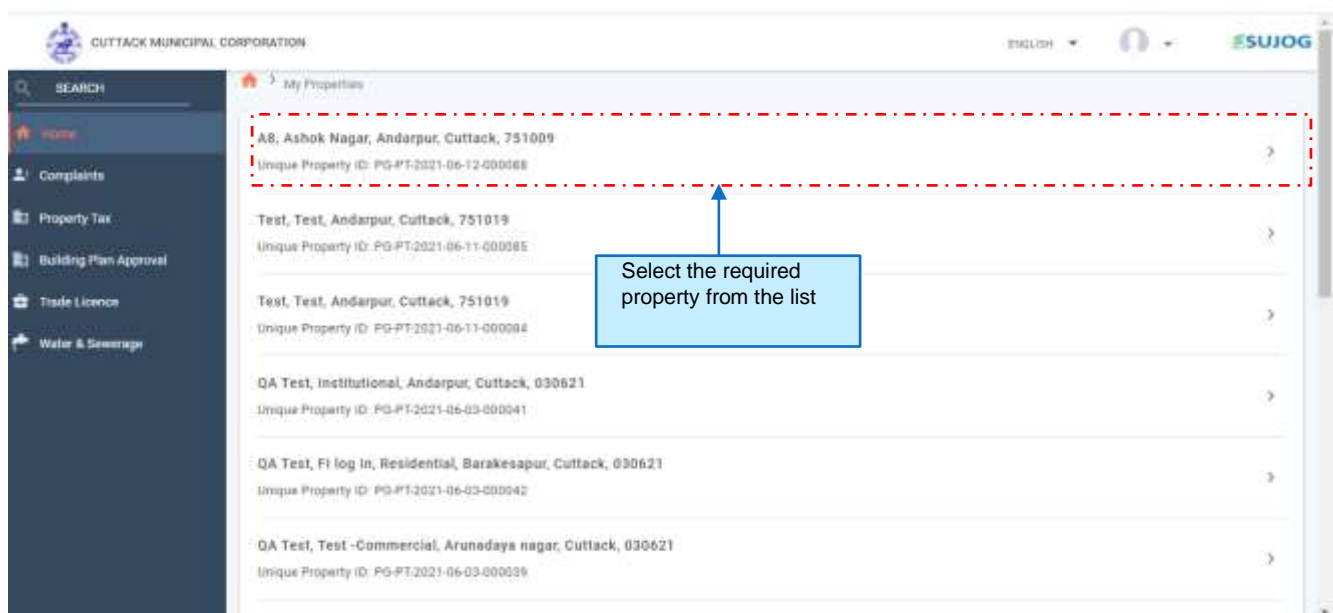 CUTTACK MUNICIPAL CORPORATION
ENGLISH
SUJOG
SEARCH
My Properties
Home
Complaints
Property Tax
Building Plan Approval
Trade Licence
Water & Sewerage
A8, Ashok Nagar, Andarpur, Cuttack, 751009
Unique Property ID: PG-PT-2021-06-12-000088
Test, Test, Andarpur, Cuttack, 751019
Unique Property ID: PG-PT-2021-06-11-000085
Test, Test, Andarpur, Cuttack, 751019
Unique Property ID: PG-PT-2021-06-11-000084
QA Test, Institutional, Andarpur, Cuttack, 030621
Unique Property ID: PG-PT-2021-06-03-000041
QA Test, FI log In, Residential, Barakesapur, Cuttack, 030621
Unique Property ID: PG-PT-2021-06-03-000042
QA Test, Test -Commercial, Arunadaya nagar, Cuttack, 030621
Unique Property ID: PG-PT-2021-06-03-000039
Select the required
property from the list